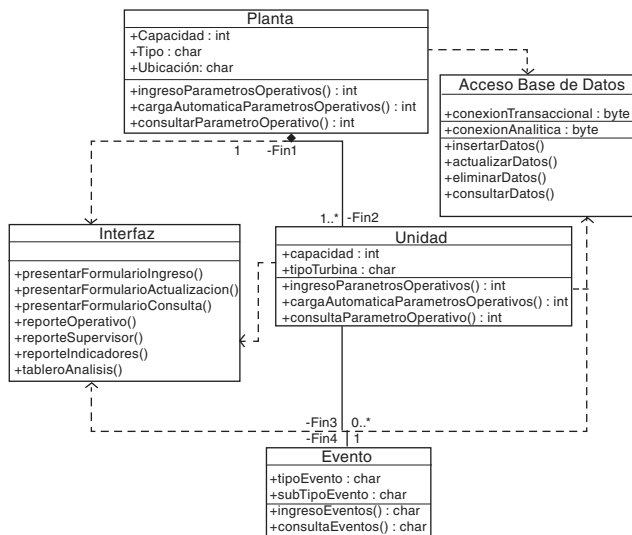 Planta
+Capacidad : int
+Tipo : char
+Ubicación: char
+ingresoParametrosOperativos() : int
+cargaAutomaticaParametrosOperativos() : int
+consultarParametroOperativo() : int
Acceso Base de Datos
+conexionTransaccional : byte
+conexionAnalitica : byte
+insertarDatos()
+actualizarDatos()
+eliminarDatos()
+consultarDatos()
1 -Fin1
1..* -Fin2
Interfaz
+presentarFormularioIngreso()
+presentarFormularioActualizacion()
+presentarFormularioConsulta()
+reporteOperativo()
+reporteSupervisor()
+reporteIndicadores()
+tableroAnalisis()
Unidad
+capacidad : int
+tipoTurbina : char
+ingresoParanetrosOperativos() : int
+cargaAutomaticaParametrosOperativos() : int
+consultaParametroOperativo() : int
-Fin3 0..*
-Fin4 1
Evento
+tipoEvento : char
+subTipoEvento : char
+ingresoEventos() : char
+consultaEventos() : char